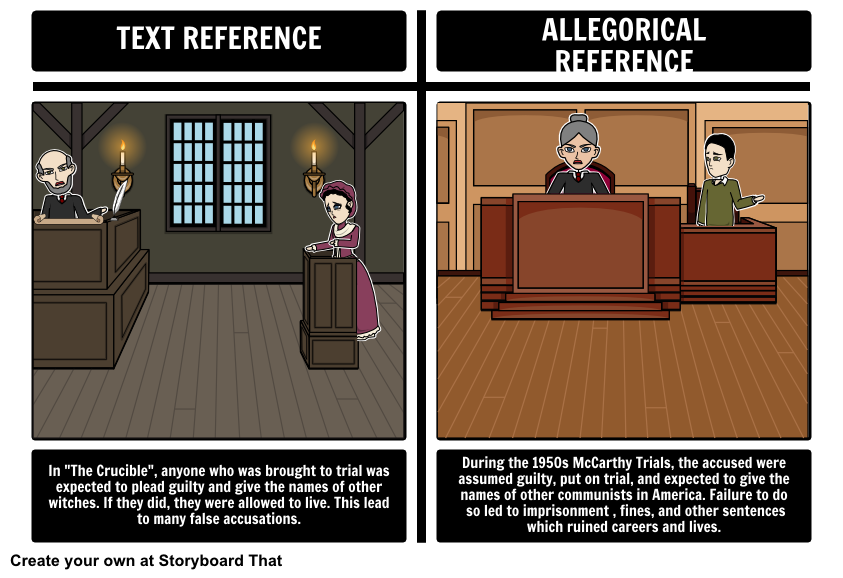 TEXT REFERENCE
ALLEGORICAL
REFERENCE
In "The Crucible", anyone who was brought to trial was
expected to plead guilty and give the names of other
witches. If they did, they were allowed to live. This lead
to many false accusations.
During the 1950s McCarthy Trials, the accused were
assumed guilty, put on trial, and expected to give the
names of other communists in America. Failure to do
so led to imprisonment , fines, and other sentences
which ruined careers and lives.
Create your own at Storyboard That